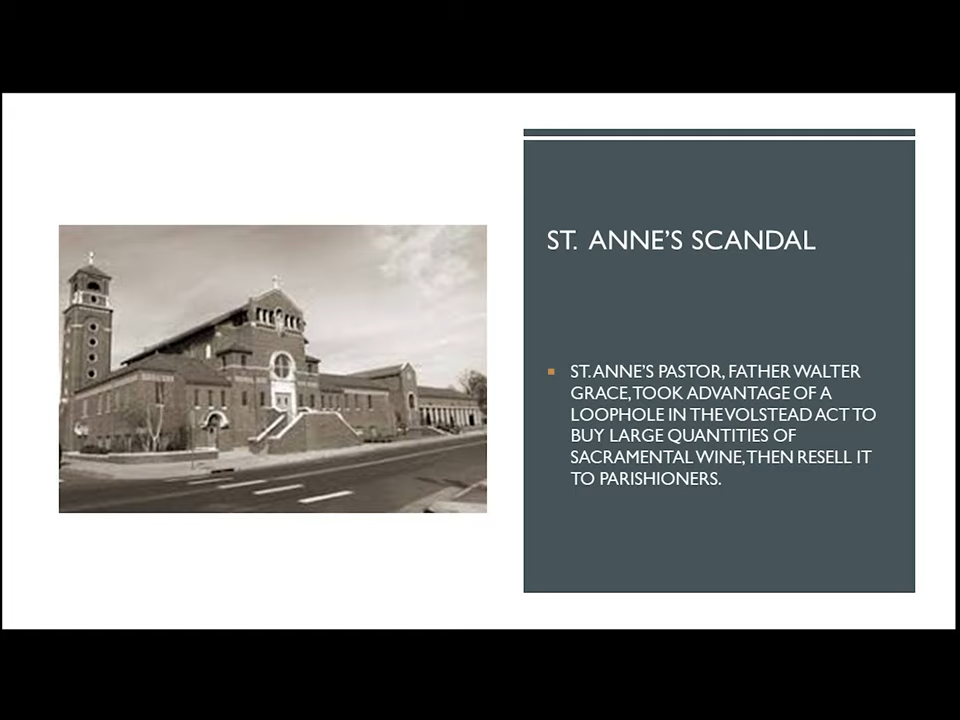 ST. ANNE'S SCANDAL
ST. ANNE'S PASTOR, FATHER WALTER
GRACE, TOOK ADVANTAGE OF A
LOOPHOLE IN THE VOLSTEAD ACT TO
BUY LARGE QUANTITIES OF
SACRAMENTAL WINE, THEN RESELL IT
TO PARISHIONERS.